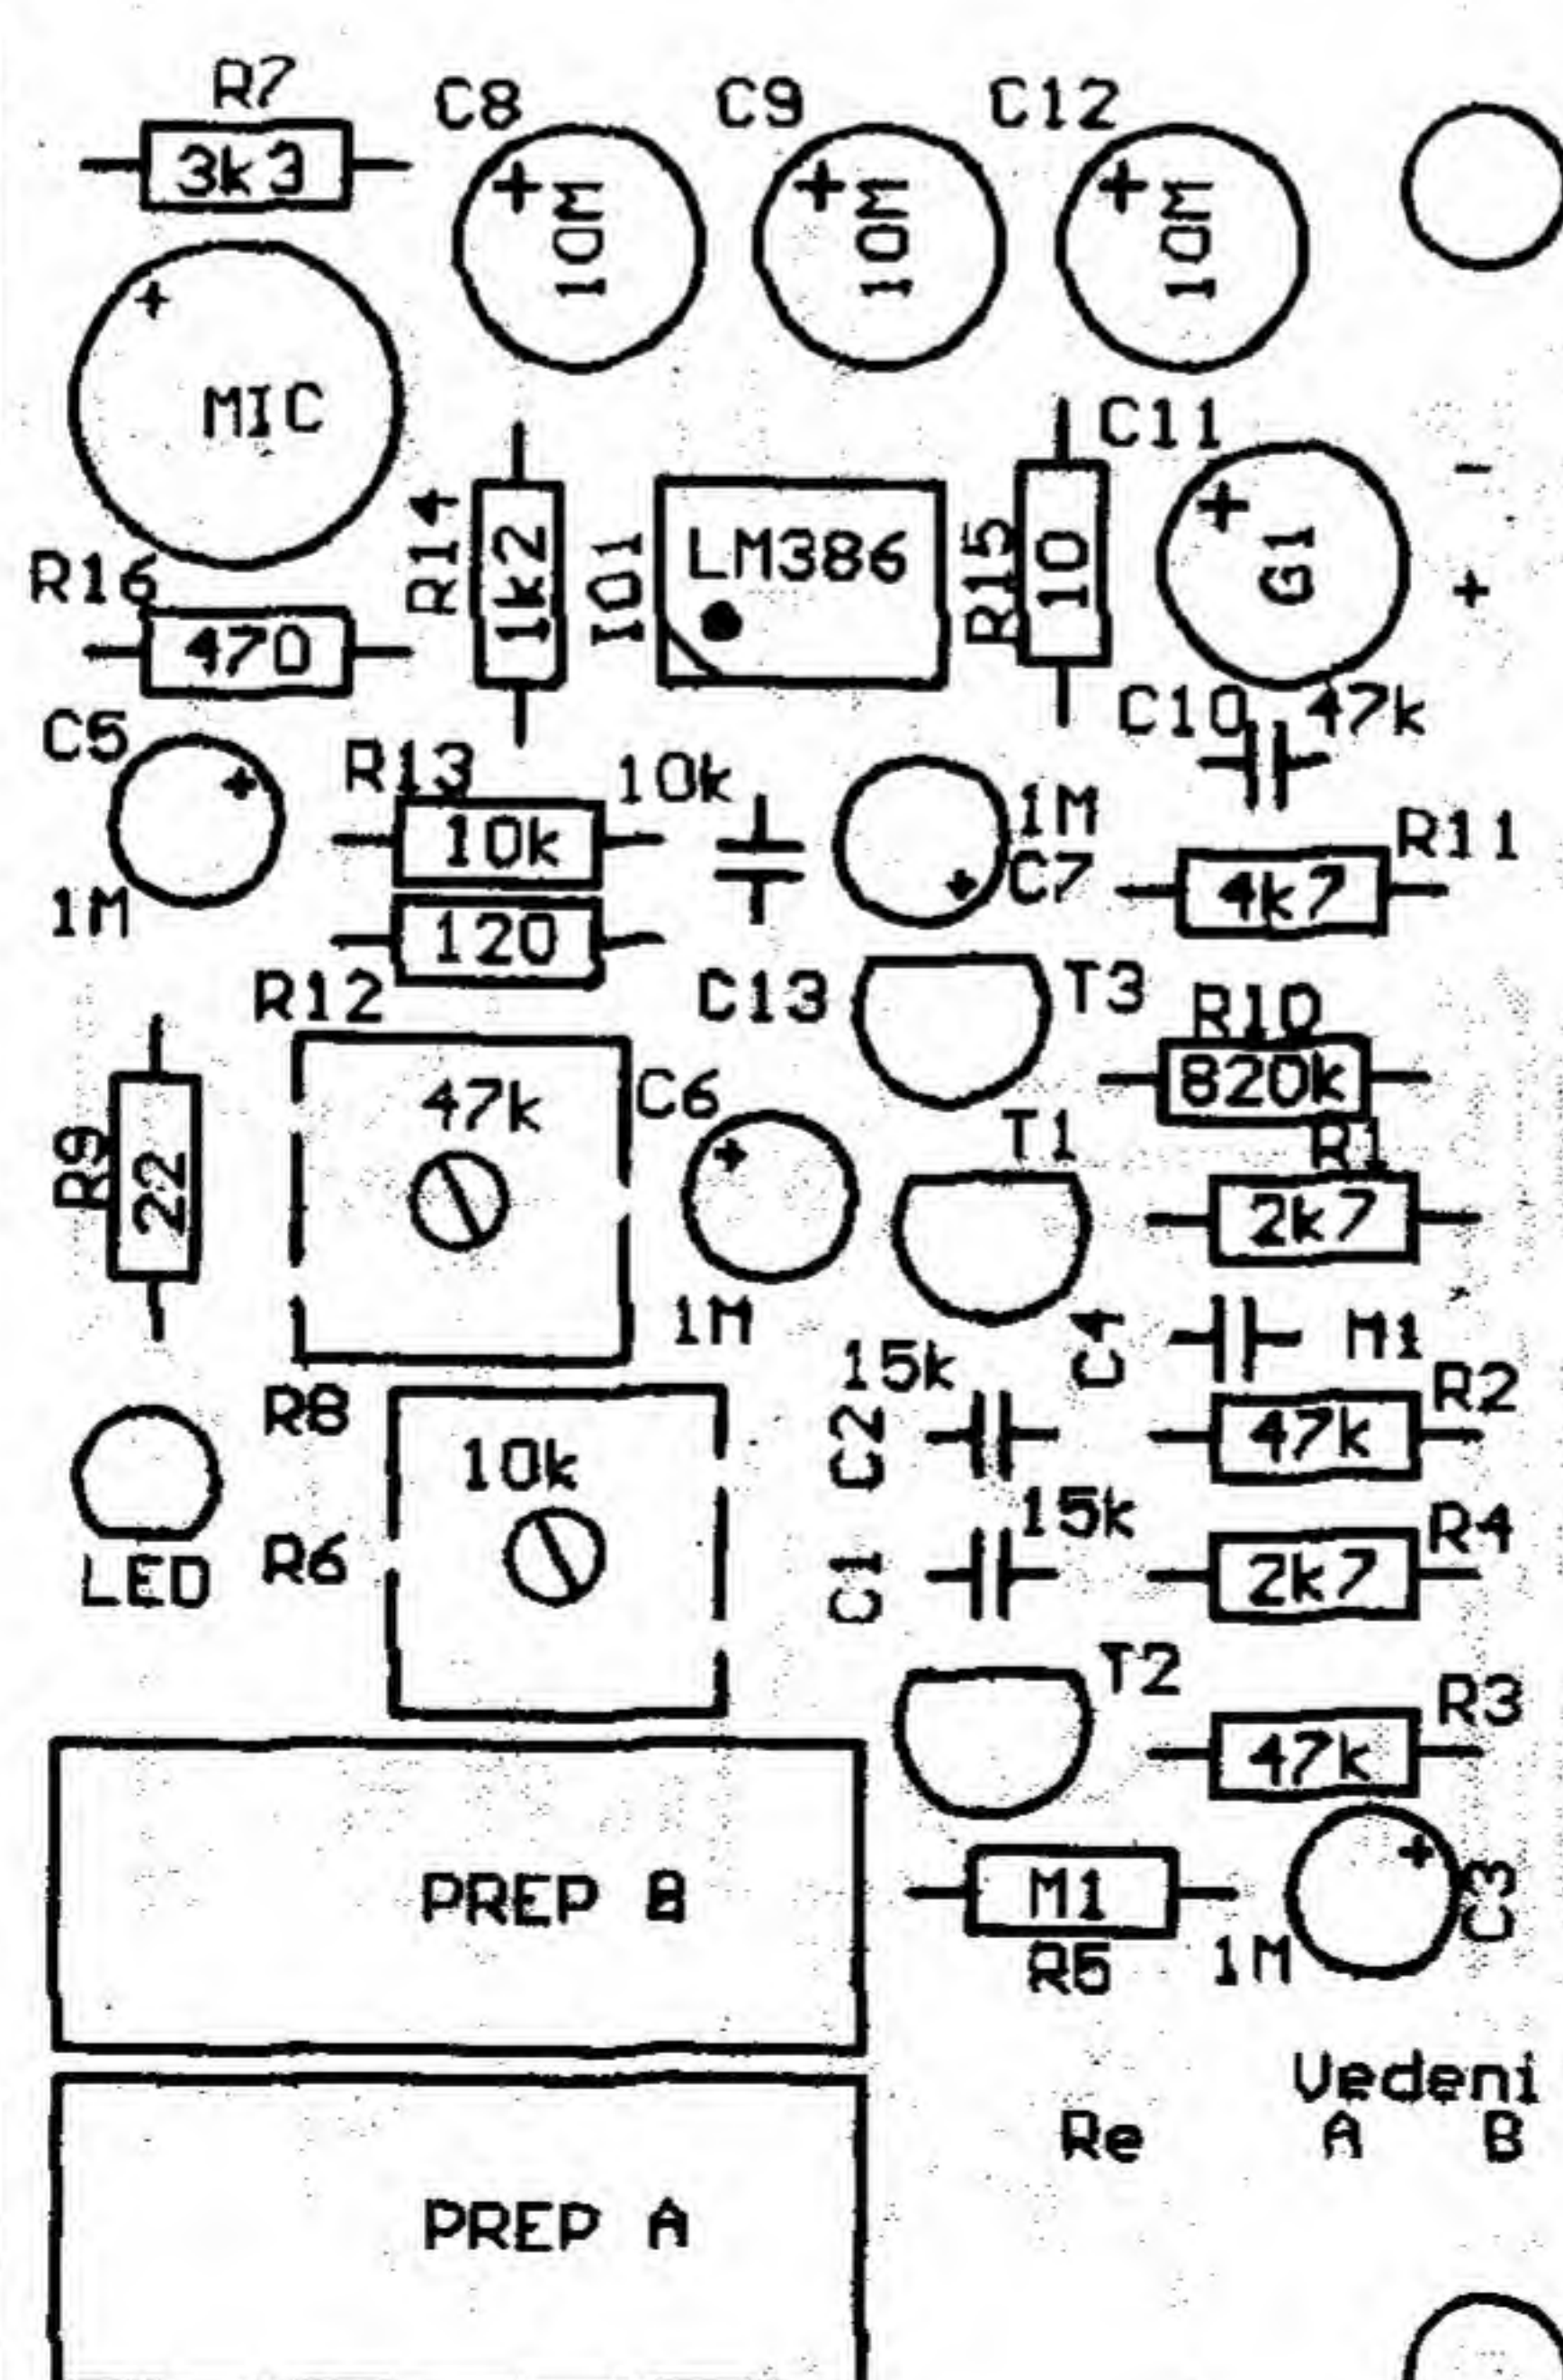 R7
C8 C9 C12
3k3
+ 10M
+ 10M
+ 10M
+
MIC
C11
-
+ G1
+
R14
1k2
IO1
LM386
R15
10
R16
470
C10 47k
C5
+
1M
R13 10k
10k
1M
C7
+
R11
4k7
120
R12
C13
T3
R10
820k
R9
22
47k
C6
+
1M
T1
R1
2k7
C4
M1
15k
C2
R2
47k
R8
10k
R6
LED
15k
C1
R4
2k7
T2
R3
47k
PREP B
M1
R5
1M
+
C3
Vedeni
Re A B
PREP A